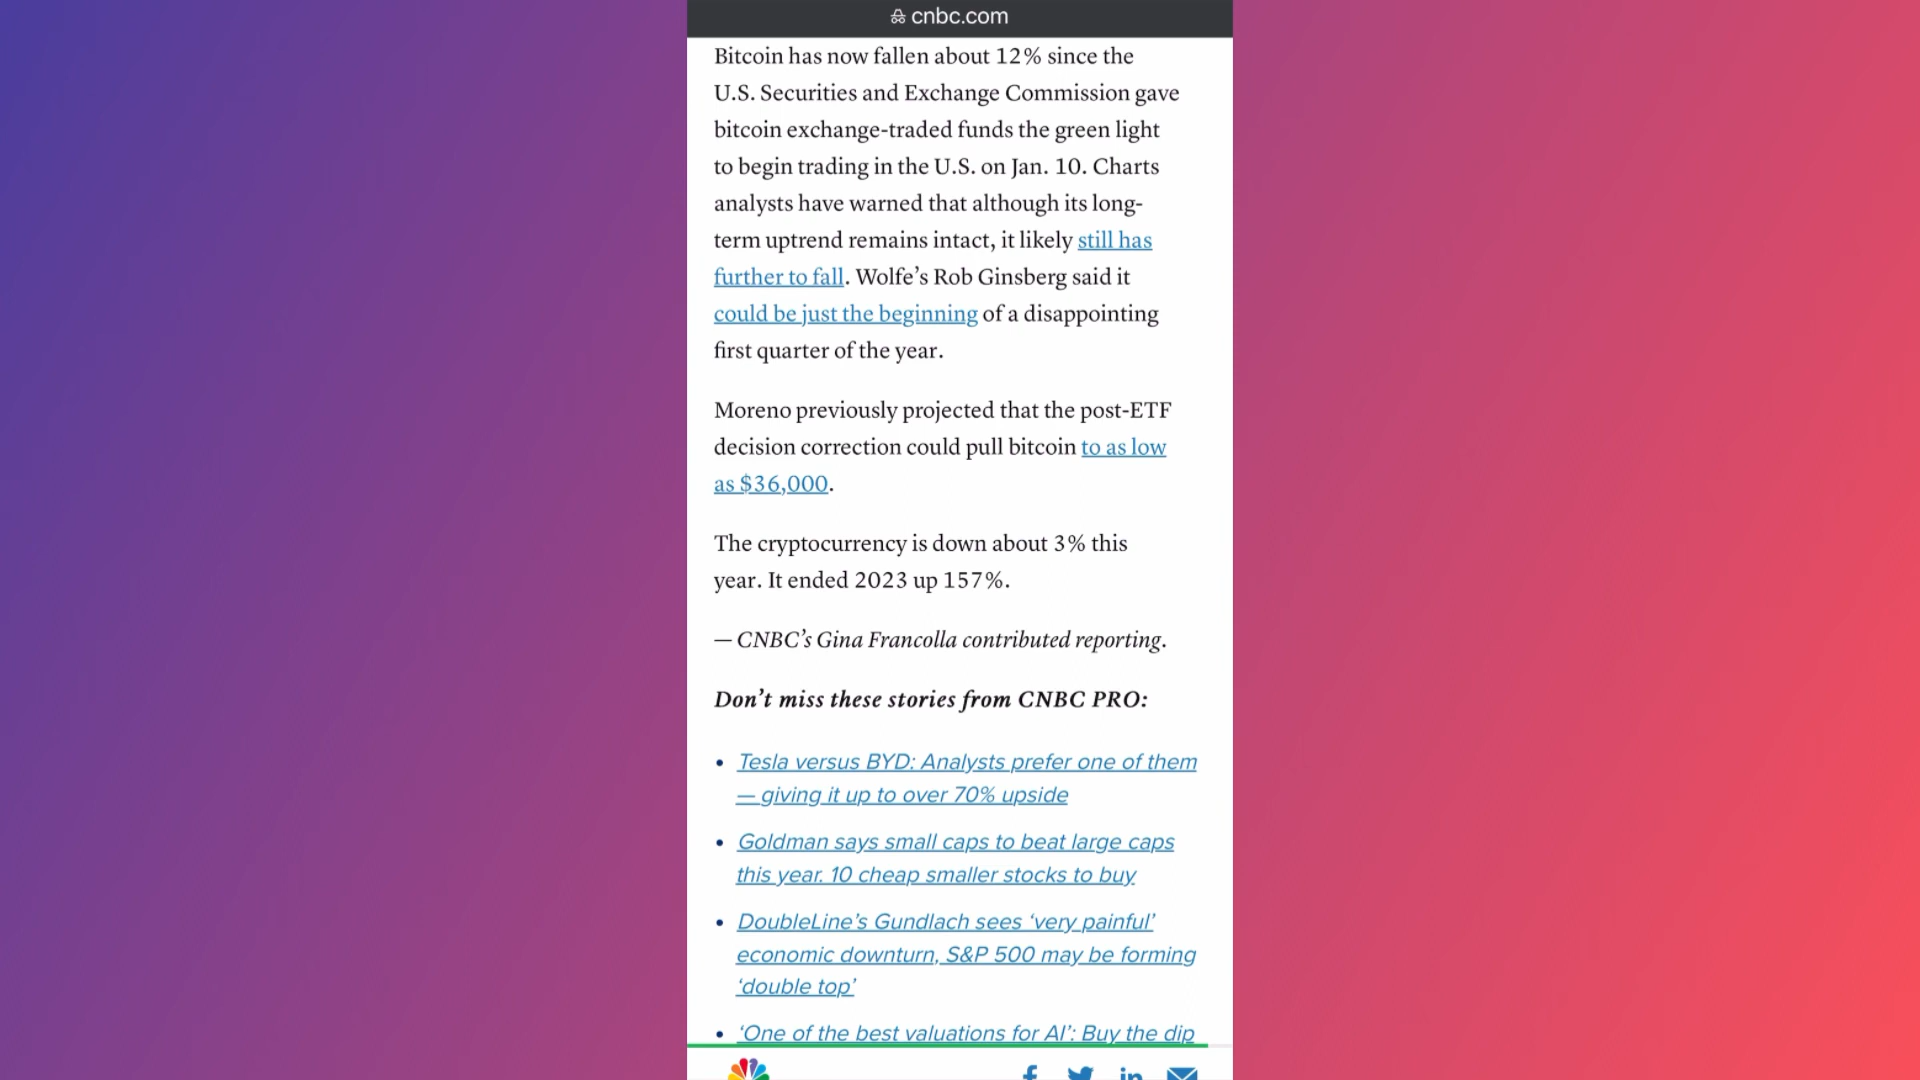 cnbc.com
Bitcoin has now fallen about 12% since the
U.S. Securities and Exchange Commission gave
bitcoin exchange-traded funds the green light
to begin trading in the U.S. on Jan. 10. Charts
analysts have warned that although its long-
term uptrend remains intact, it likely still has
further to fall. Wolfe’s Rob Ginsberg said it
could be just the beginning of a disappointing
first quarter of the year.
Moreno previously projected that the post-ETF
decision correction could pull bitcoin to as low
as $36,000.
The cryptocurrency is down about 3% this
year. It ended 2023 up 157%.
— CNBC’s Gina Francolla contributed reporting.
Don’t miss these stories from CNBC PRO:
• Tesla versus BYD: Analysts prefer one of them
— giving it up to over 70% upside
• Goldman says small caps to beat large caps
this year. 10 cheap smaller stocks to buy
• DoubleLine’s Gundlach sees ‘very painful’
economic downturn, S&P 500 may be forming
‘double top’
• ‘One of the best valuations for AI’: Buy the dip